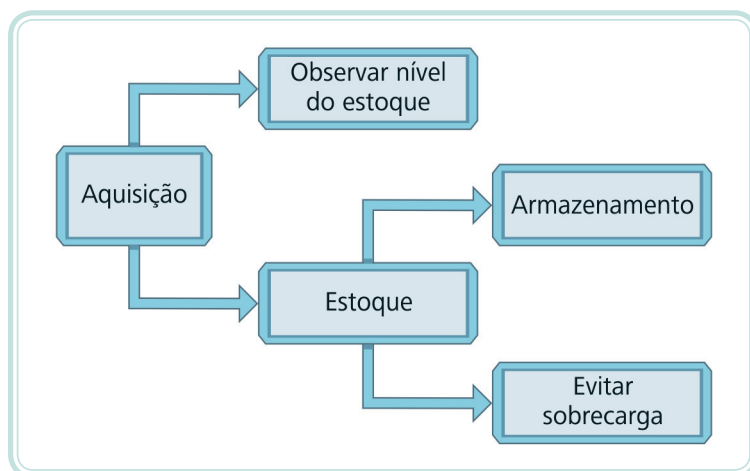 Observar nível
do estoque
Aquisição
Armazenamento
Estoque
Evitar
sobrecarga